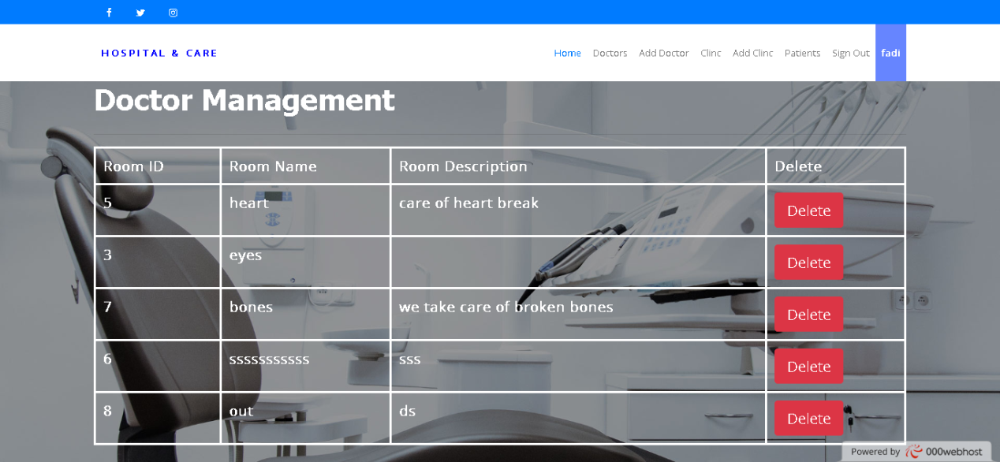 HOSPITAL & CARE
Home Doctors Add Doctor Clinc Add Clinc Patients Sign Out fadi
Doctor Management
Room ID Room Name Room Description Delete
5 heart care of heart break Delete
3 eyes Delete
7 bones we take care of broken bones Delete
6 sssssssssss sss Delete
8 out ds Delete
Powered by 000webhost